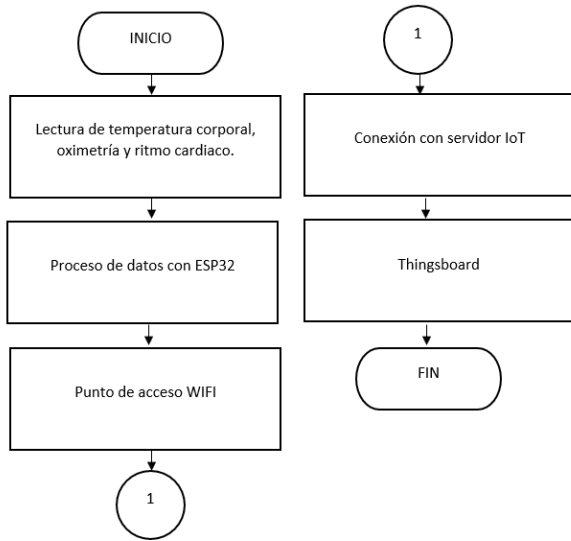 INICIO
Lectura de temperatura corporal,
oximetría y ritmo cardiaco.
Proceso de datos con ESP32
Punto de acceso WIFI
1
1
Conexión con servidor IoT
Thingsboard
FIN